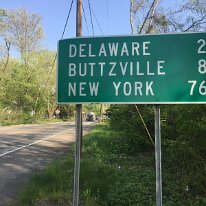 DELAWARE 2
BUTTZVILLE 8
NEW YORK 76